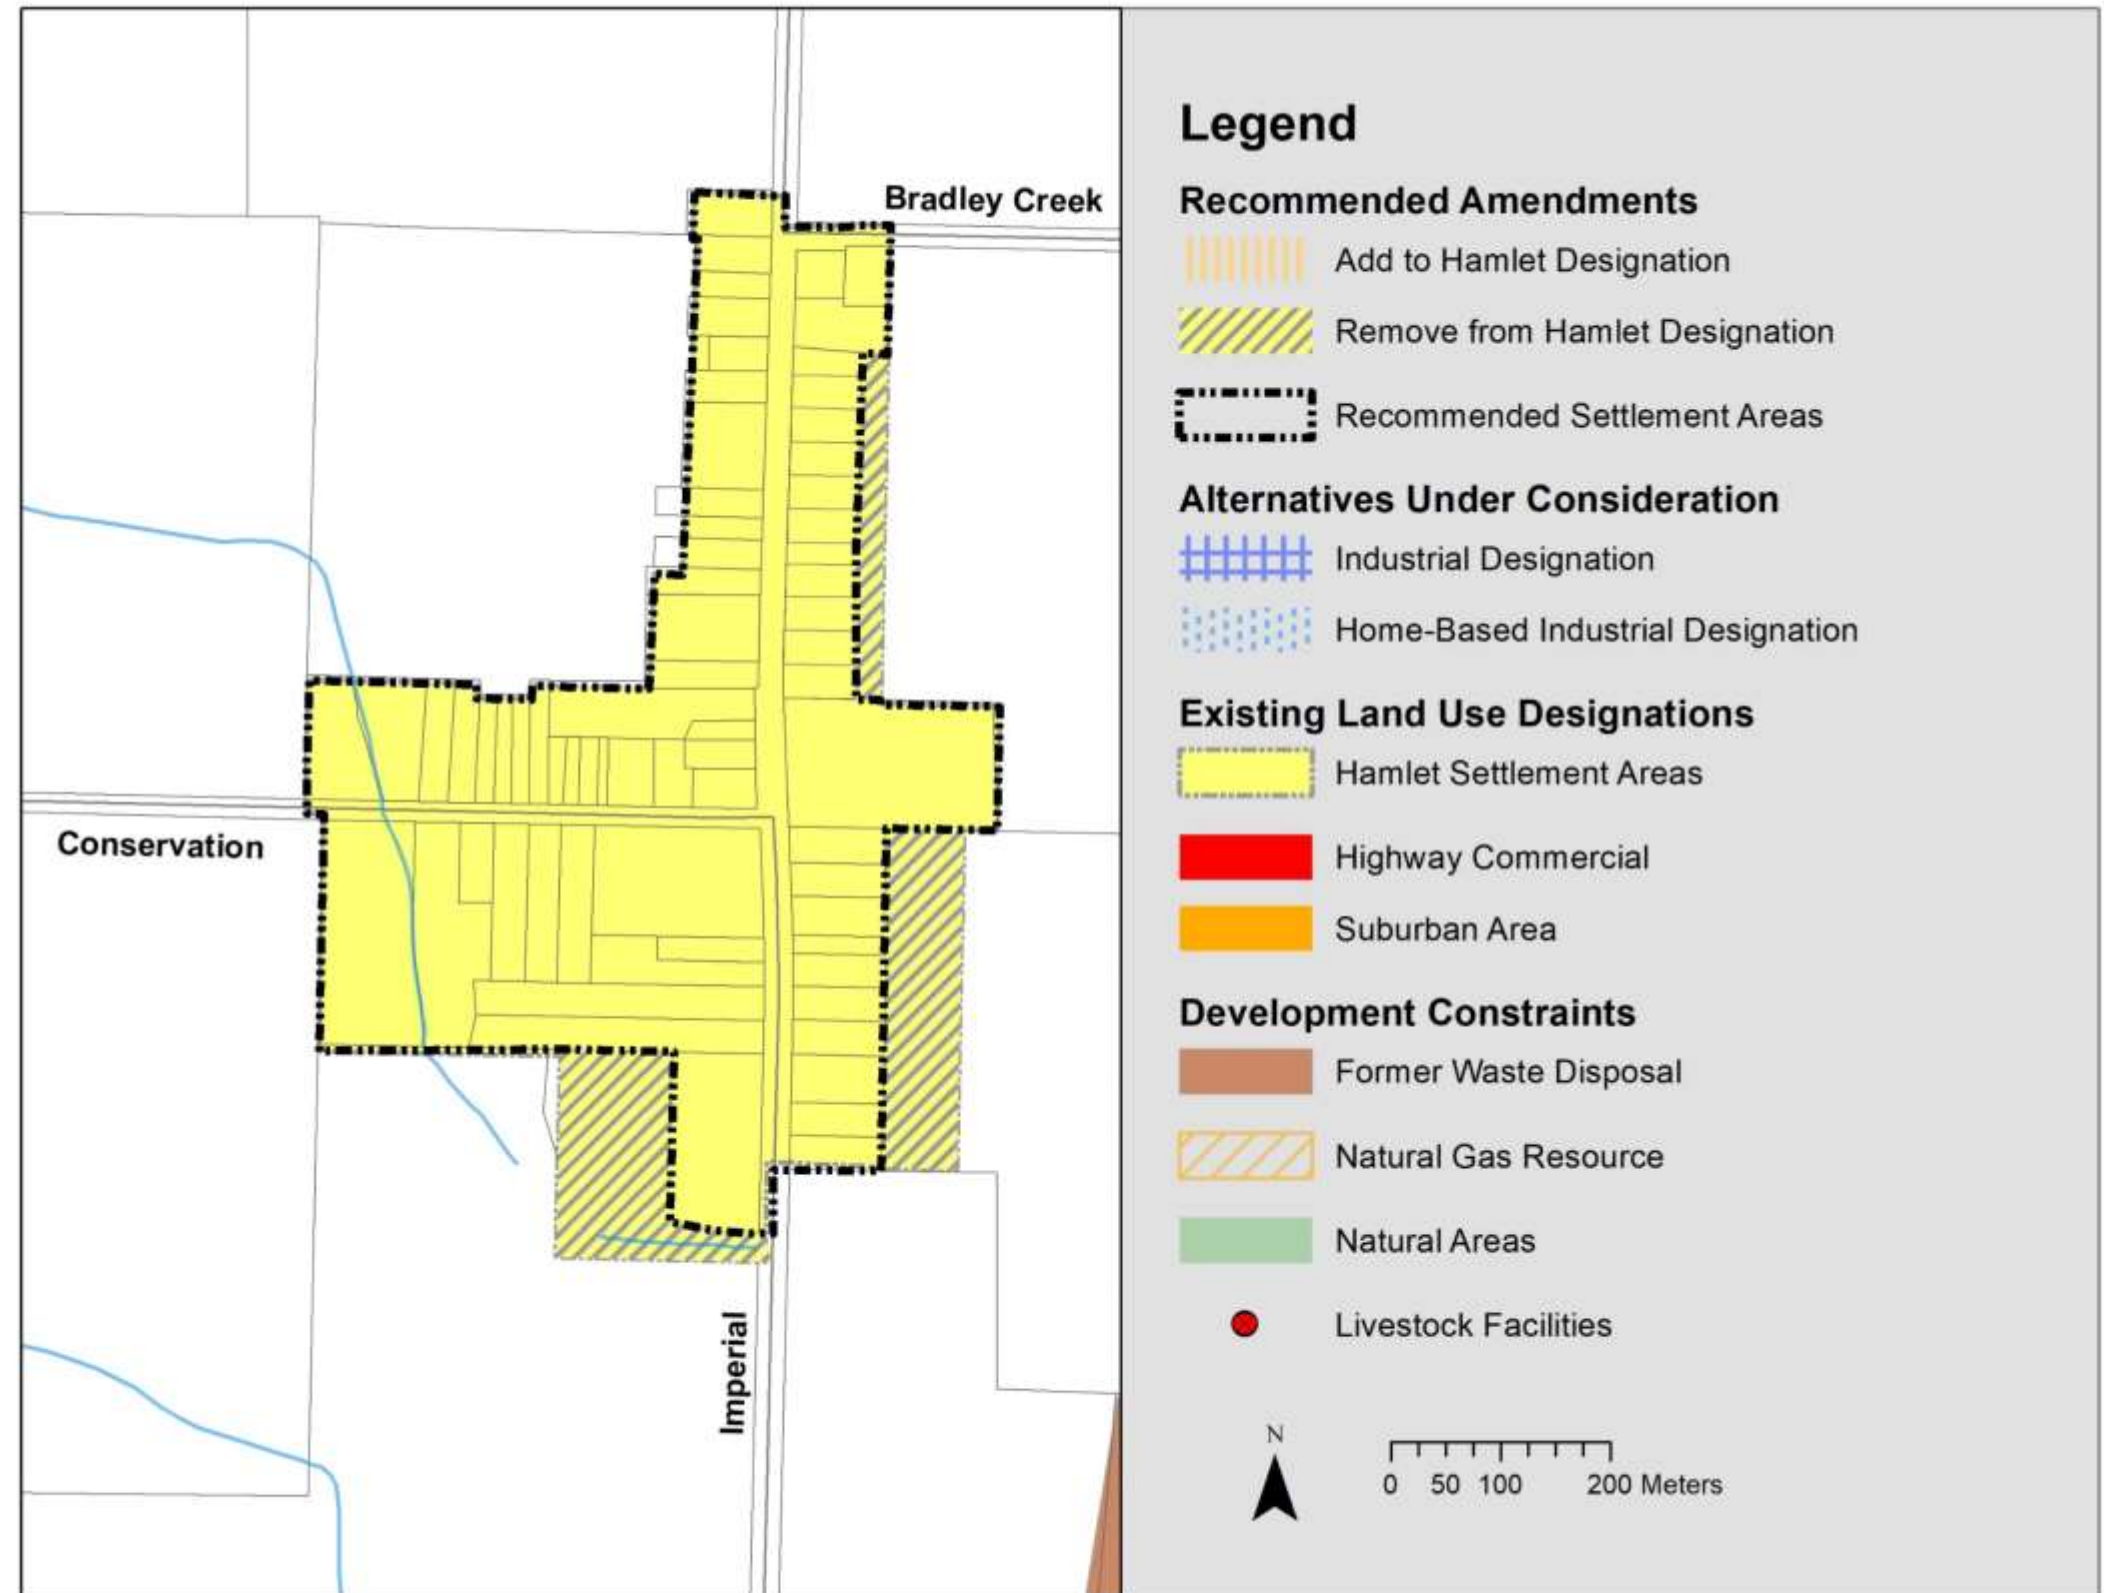 Bradley Creek
Conservation
Imperial
Legend
Recommended Amendments
Add to Hamlet Designation
Remove from Hamlet Designation
Recommended Settlement Areas
Alternatives Under Consideration
Industrial Designation
Home-Based Industrial Designation
Existing Land Use Designations
Hamlet Settlement Areas
Highway Commercial
Suburban Area
Development Constraints
Former Waste Disposal
Natural Gas Resource
Natural Areas
Livestock Facilities
N
0 50 100 200 Meters